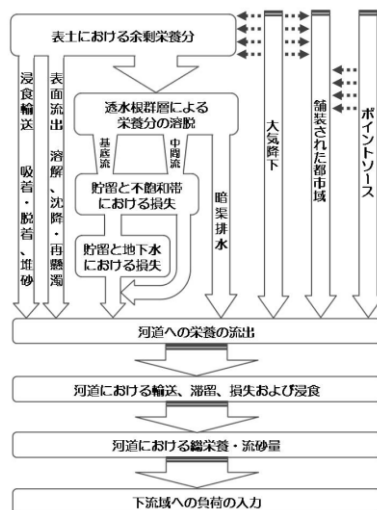 表土における余剰栄養分
浸食輸送 吸着・脱着、堆砂
表面流出 溶解、沈降・再懸濁
透水根群層による
栄養分の溶脱
基底流
中間流
貯留と不飽和帯
における損失
貯留と地下水
における損失
暗渠排水
大気降下
舗装された都市域
ポイントソース
河道への栄養の流出
河道における輸送、滞留、損失および浸食
河道における総栄養・流砂量
下流域への負荷の入力